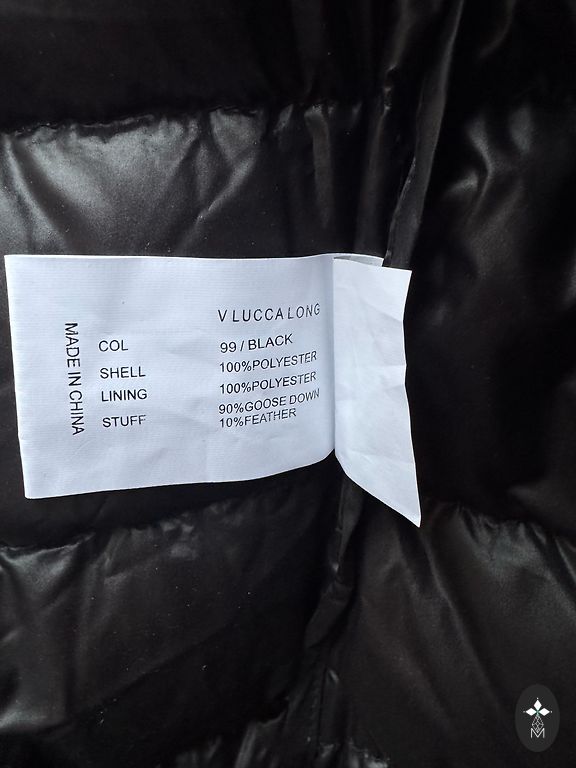 V LUCCA LONG
COL 99 / BLACK
SHELL 100%POLYESTER
LINING 100%POLYESTER
STUFF 90%GOOSE DOWN
10%FEATHER
MADE IN CHINA
M